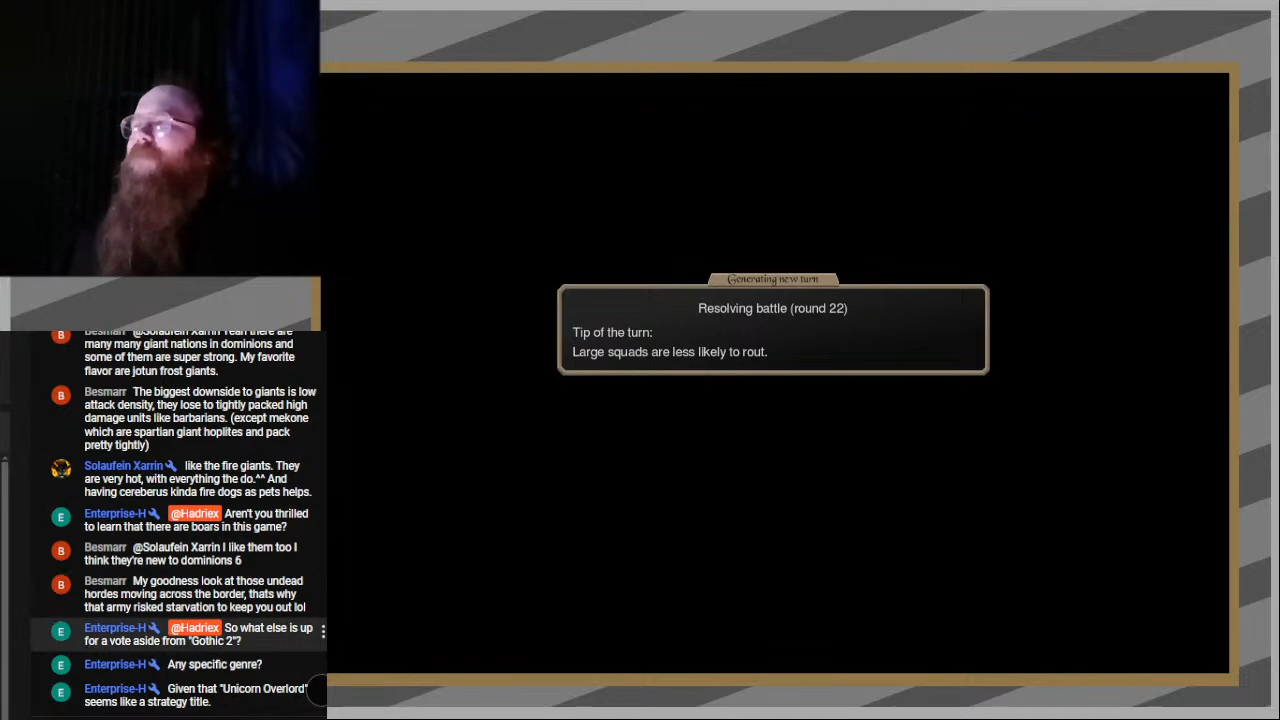 Generating new turn
Resolving battle (round 22)
Tip of the turn:
Large squads are less likely to rout.
B Besmarr @Solaufein Xarrin Yeah there are
many many giant nations in dominions and
some of them are super strong. My favorite
flavor are jotun frost giants.
B Besmarr The biggest downside to giants is low
attack density, they lose to tightly packed high
damage units like barbarians. (except mekone
which are spartian giant hoplites and pack
pretty tightly)
Solaufein Xarrin like the fire giants. They
are very hot, with everything the do.^^ And
having cereberus kinda fire dogs as pets helps.
E Enterprise-H @Hadriex Aren't you thrilled
to learn that there are boars in this game?
B Besmarr @Solaufein Xarrin I like them too I
think they're new to dominions 6
B Besmarr My goodness look at those undead
hordes moving across the border, thats why
that army risked starvation to keep you out lol
E Enterprise-H @Hadriex So what else is up
for a vote aside from "Gothic 2"?
E Enterprise-H Any specific genre?
E Enterprise-H Given that "Unicorn Overlord"
seems like a strategy title.